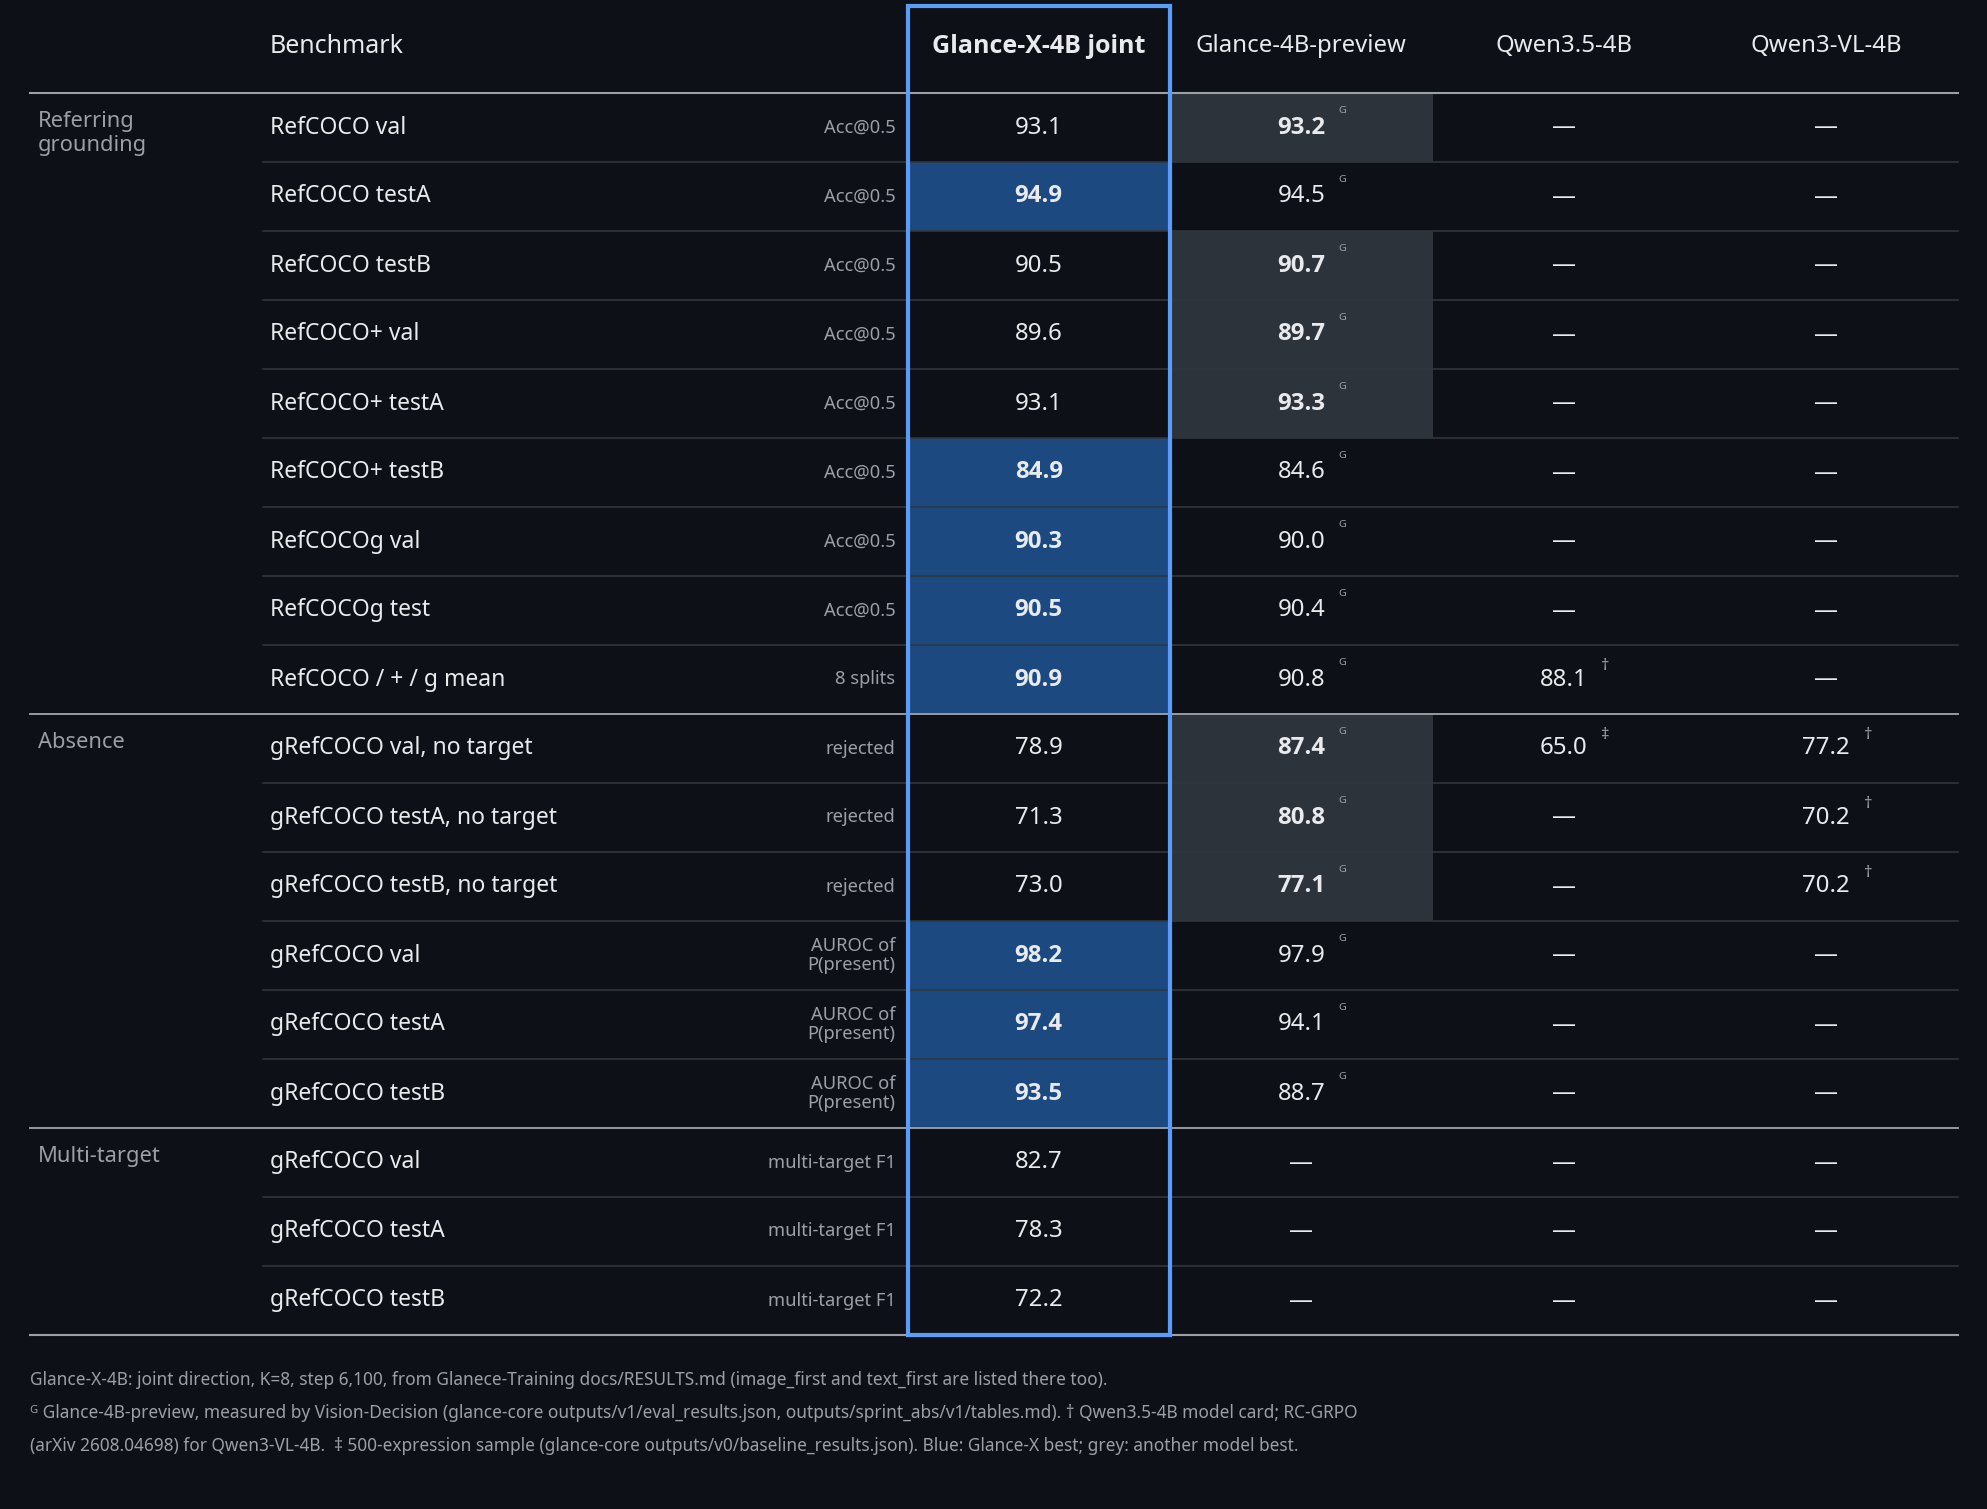 Benchmark Glance-X-4B joint Glance-4B-preview Qwen3.5-4B Qwen3-VL-4B
Referring
grounding
RefCOCO val Acc@0.5 93.1 93.2 G — —
RefCOCO testA Acc@0.5 94.9 94.5 G — —
RefCOCO testB Acc@0.5 90.5 90.7 G — —
RefCOCO+ val Acc@0.5 89.6 89.7 G — —
RefCOCO+ testA Acc@0.5 93.1 93.3 G — —
RefCOCO+ testB Acc@0.5 84.9 84.6 G — —
RefCOCOg val Acc@0.5 90.3 90.0 G — —
RefCOCOg test Acc@0.5 90.5 90.4 G — —
RefCOCO / + / g mean 8 splits 90.9 90.8 G 88.1 † —
Absence
gRefCOCO val, no target rejected 78.9 87.4 G 65.0 ‡ 77.2 †
gRefCOCO testA, no target rejected 71.3 80.8 G — 70.2 †
gRefCOCO testB, no target rejected 73.0 77.1 G — 70.2 †
gRefCOCO val AUROC of P(present) 98.2 97.9 G — —
gRefCOCO testA AUROC of P(present) 97.4 94.1 G — —
gRefCOCO testB AUROC of P(present) 93.5 88.7 G — —
Multi-target
gRefCOCO val multi-target F1 82.7 — — —
gRefCOCO testA multi-target F1 78.3 — — —
gRefCOCO testB multi-target F1 72.2 — — —
Glance-X-4B: joint direction, K=8, step 6,100, from Glanece-Training docs/RESULTS.md (image_first and text_first are listed there too).
G Glance-4B-preview, measured by Vision-Decision (glance-core outputs/v1/eval_results.json, outputs/sprint_abs/v1/tables.md). † Qwen3.5-4B model card; RC-GRPO
(arXiv 2608.04698) for Qwen3-VL-4B. ‡ 500-expression sample (glance-core outputs/v0/baseline_results.json). Blue: Glance-X best; grey: another model best.